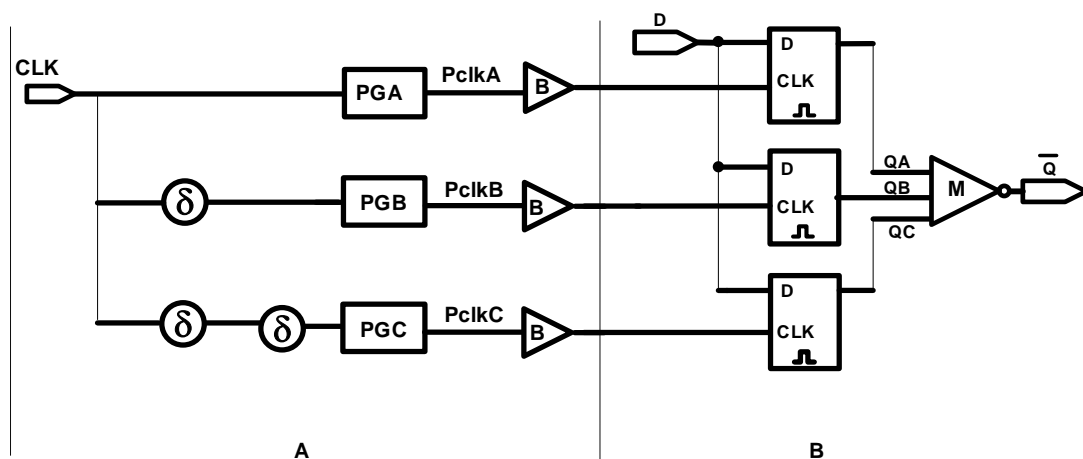 CLK
PGA
PclkA
B
δ
PGB
PclkB
B
δ
δ
PGC
PclkC
B
A
D
D
CLK
D
CLK
D
CLK
QA
QB
QC
M
Q̅
B